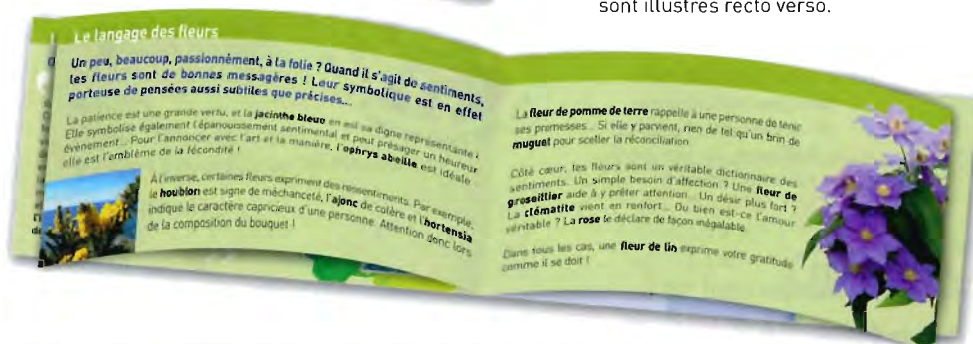 sont illustrés recto verso.
Le langage des fleurs
Un peu, beaucoup, passionnément, à la folie ? Quand il s'agit de sentiments,
les fleurs sont de bonnes messagères ! Leur symbolique est en effet
porteuse de pensées aussi subtiles que précises...
La patience est une grande vertu, et la jacinthe bleue en est sa digne représentante !
Elle symbolise également l'épanouissement sentimental et peut présager un heureux
évènement... Pour l'annoncer avec l'art et la manière, l'ophrys abeille est idéale :
elle est l'emblème de la fécondité !
À l'inverse, certaines fleurs expriment des ressentiments. Par exemple,
le houblon est signe de méchanceté, l'ajonc de colère et l'hortensia
indique le caractère capricieux d'une personne. Attention donc lors
de la composition du bouquet !
La fleur de pomme de terre rappelle à une personne de tenir
ses promesses... Si elle y parvient, rien de tel qu'un brin de
muguet pour sceller la réconciliation.
Côté cœur, les fleurs sont un véritable dictionnaire des
sentiments. Un simple besoin d'affection ? Une fleur de
groseillier aide à y prêter attention... Un désir plus fort ?
La clématite vient en renfort... Ou bien est-ce l'amour
véritable ? La rose le déclare de façon inégalable.
Dans tous les cas, une fleur de lin exprime votre gratitude
comme il se doit !